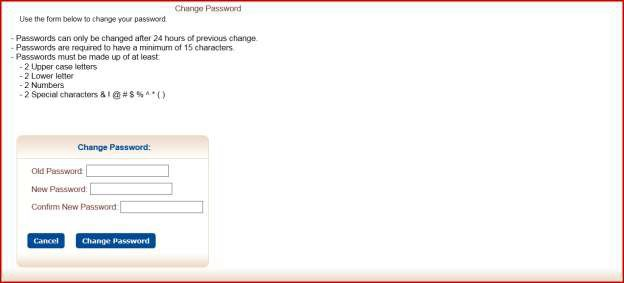 Change Password
Use the form below to change your password.
- Passwords can only be changed after 24 hours of previous change.
- Passwords are required to have a minimum of 15 characters.
- Passwords must be made up of at least
- 2 Upper case letters
- 2 Lower letter
- 2 Numbers
- 2 Special characters & ! @ # $ % ^ * ( )
Change Password:
Old Password:
New Password:
Confirm New Password:
Cancel Change Password